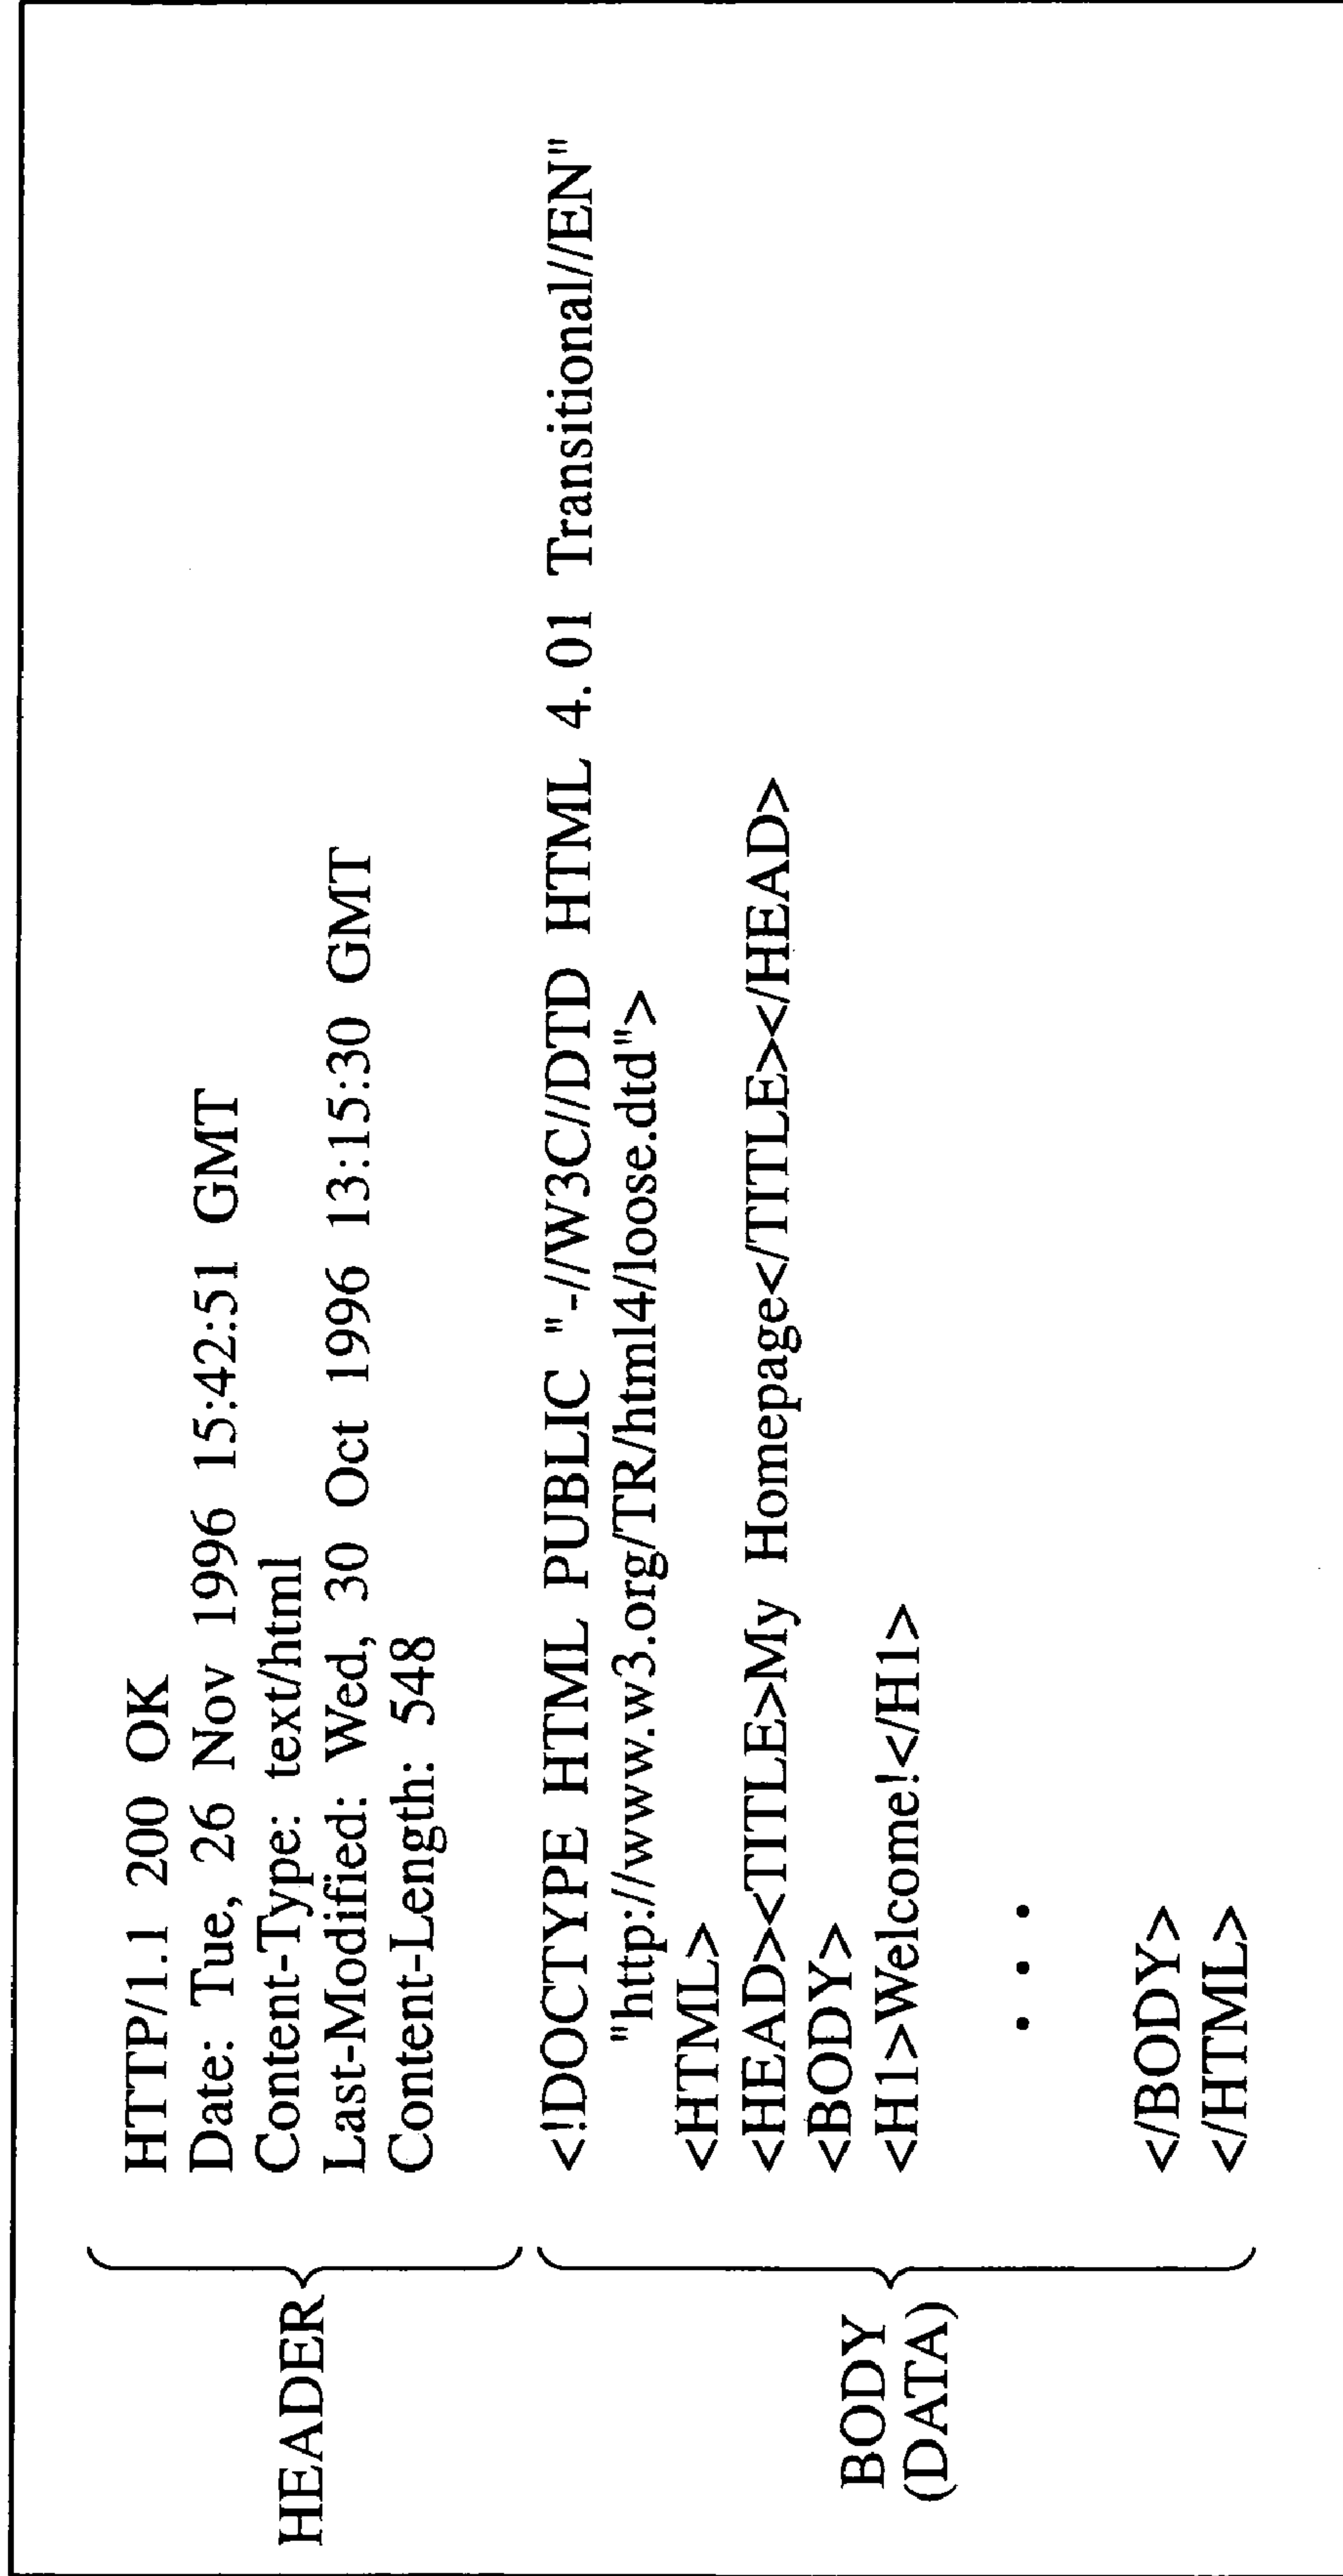 HEADER
HTTP/1.1 200 OK
Date: Tue, 26 Nov 1996 15:42:51 GMT
Content-Type: text/html
Last-Modified: Wed, 30 Oct 1996 13:15:30 GMT
Content-Length: 548
BODY
(DATA)
<!DOCTYPE HTML PUBLIC "-//W3C//DTD HTML 4. 01 Transitional//EN"
"http://www.w3.org/TR/html4/loose.dtd">
<HTML>
<HEAD><TITLE>My Homepage</TITLE></HEAD>
<BODY>
<H1>Welcome!</H1>
. . .
</BODY>
</HTML>